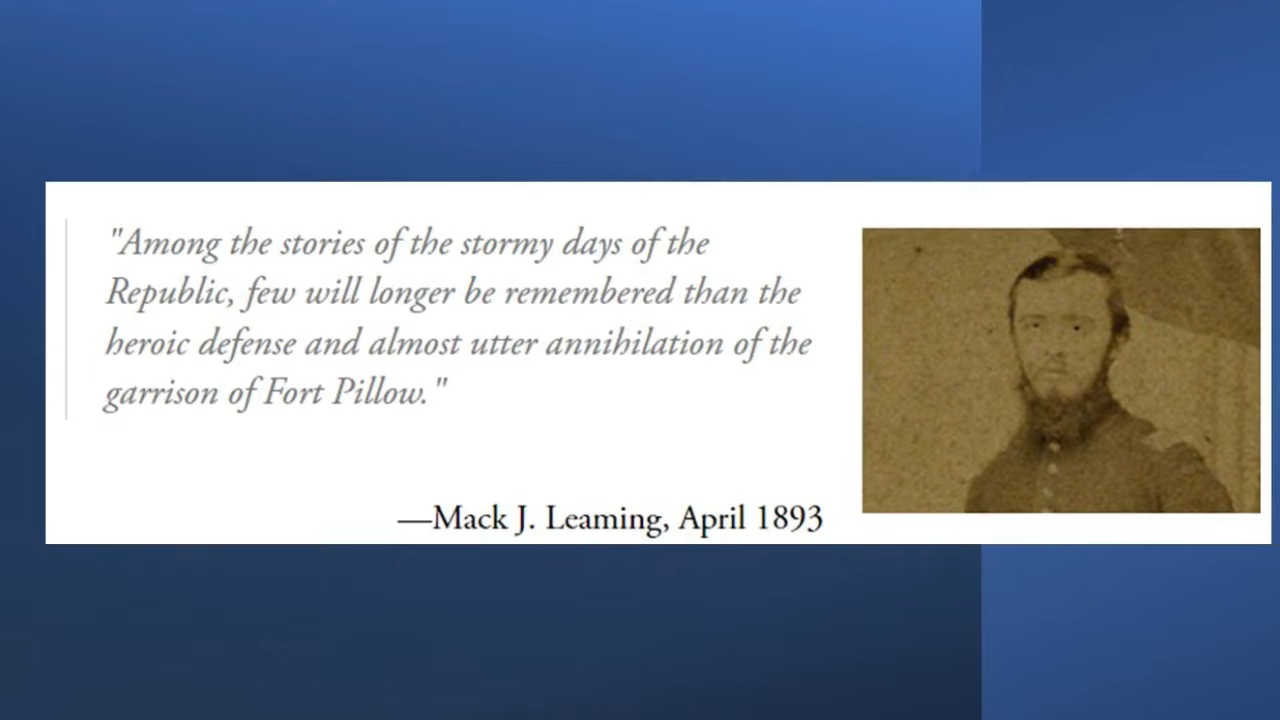 "Among the stories of the stormy days of the
Republic, few will longer be remembered than the
heroic defense and almost utter annihilation of the
garrison of Fort Pillow."
—Mack J. Leaming, April 1893